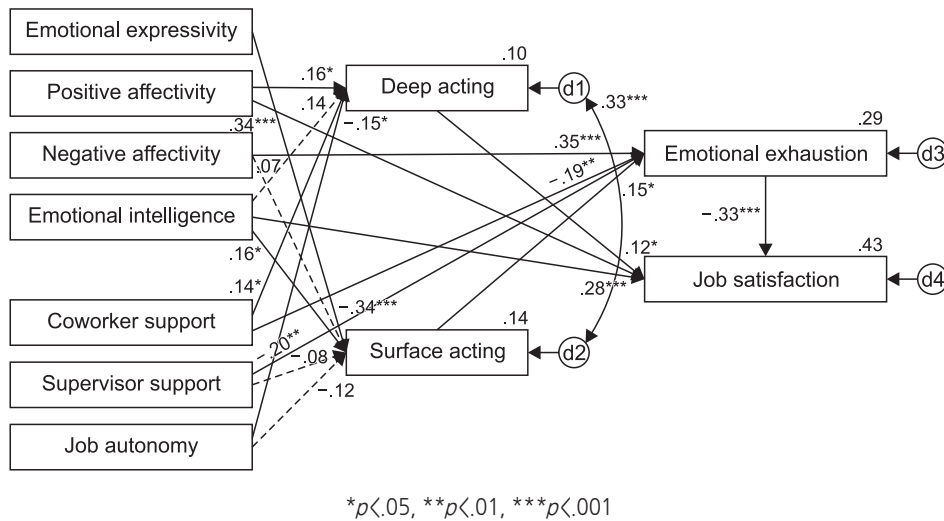 Emotional expressivity
Positive affectivity
Negative affectivity
Emotional intelligence
Coworker support
Supervisor support
Job autonomy
.10
Deep acting
d1
.16*
.14
.34***
−.15*
.07
.33***
.29
Emotional exhaustion
d3
.35***
−.19**
.15*
−.33***
.43
Job satisfaction
d4
.12*
.28***
.16*
.14*
−.34***
.14
Surface acting
d2
−.20**
−.08
−.12
*p<.05, **p<.01, ***p<.001